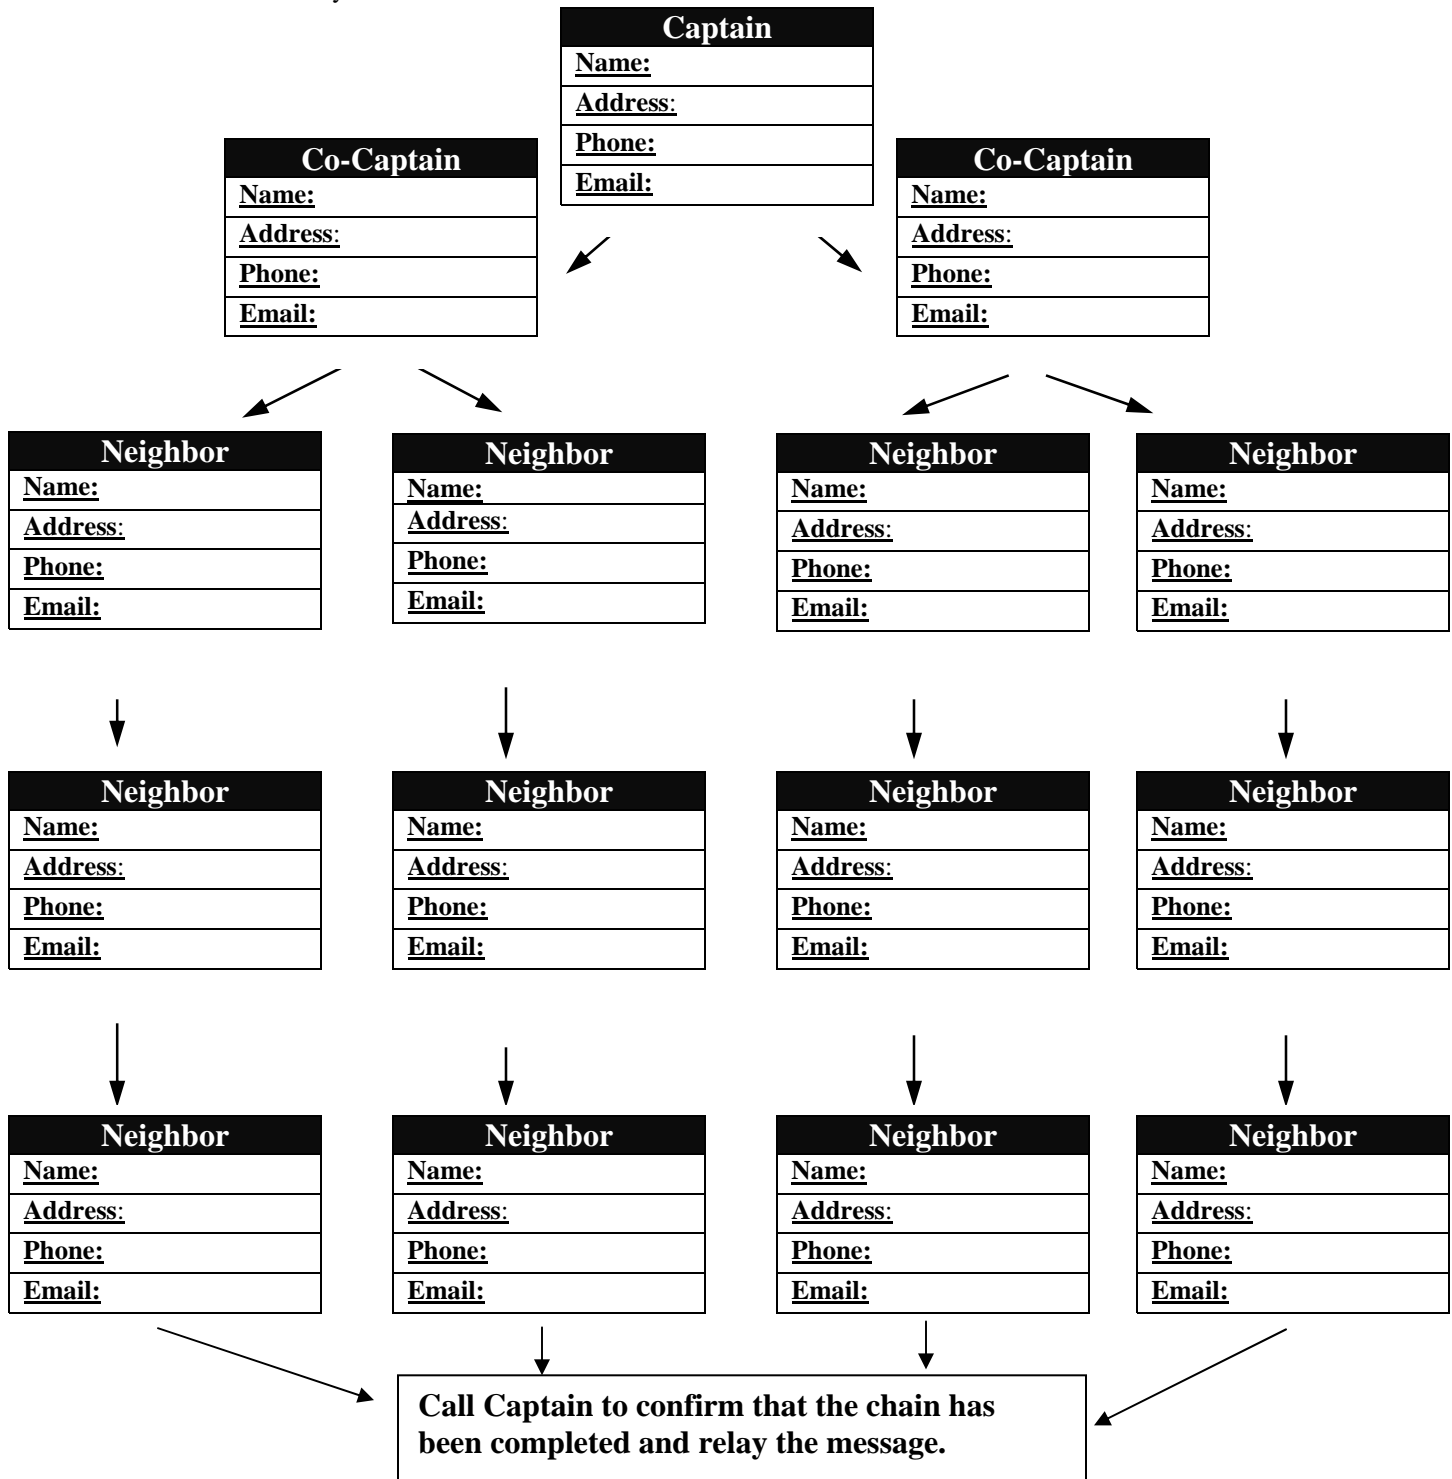 Captain
Name:
Address:
Phone:
Email:
Co-Captain
Name:
Address:
Phone:
Email:
Co-Captain
Name:
Address:
Phone:
Email:
Neighbor
Name:
Address:
Phone:
Email:
Neighbor
Name:
Address:
Phone:
Email:
Neighbor
Name:
Address:
Phone:
Email:
Neighbor
Name:
Address:
Phone:
Email:
Neighbor
Name:
Address:
Phone:
Email:
Neighbor
Name:
Address:
Phone:
Email:
Neighbor
Name:
Address:
Phone:
Email:
Neighbor
Name:
Address:
Phone:
Email:
Neighbor
Name:
Address:
Phone:
Email:
Neighbor
Name:
Address:
Phone:
Email:
Neighbor
Name:
Address:
Phone:
Email:
Neighbor
Name:
Address:
Phone:
Email:
Call Captain to confirm that the chain has
been completed and relay the message.